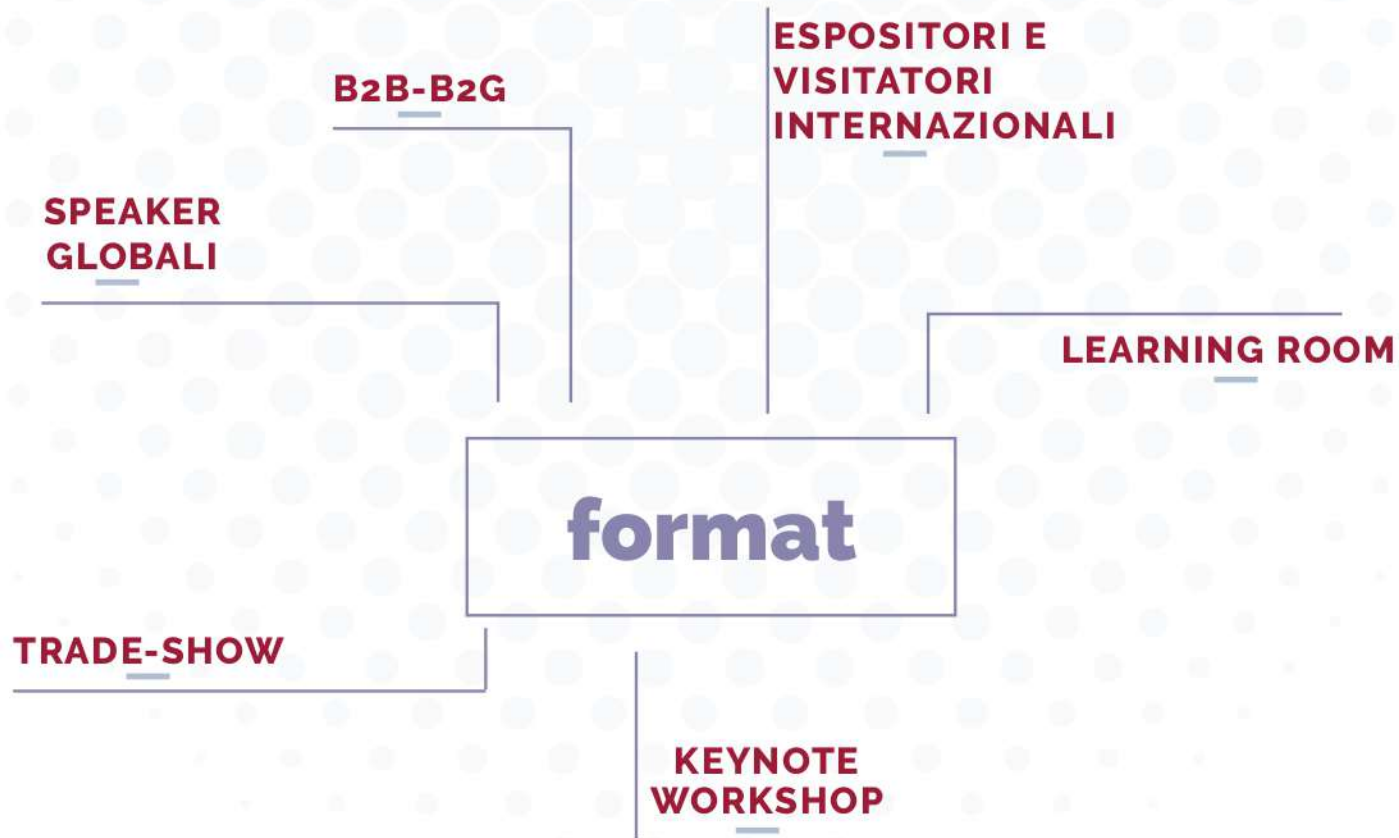 ESPOSITORI E
VISITATORI
INTERNAZIONALI
B2B-B2G
SPEAKER
GLOBALI
LEARNING ROOM
format
TRADE-SHOW
KEYNOTE
WORKSHOP